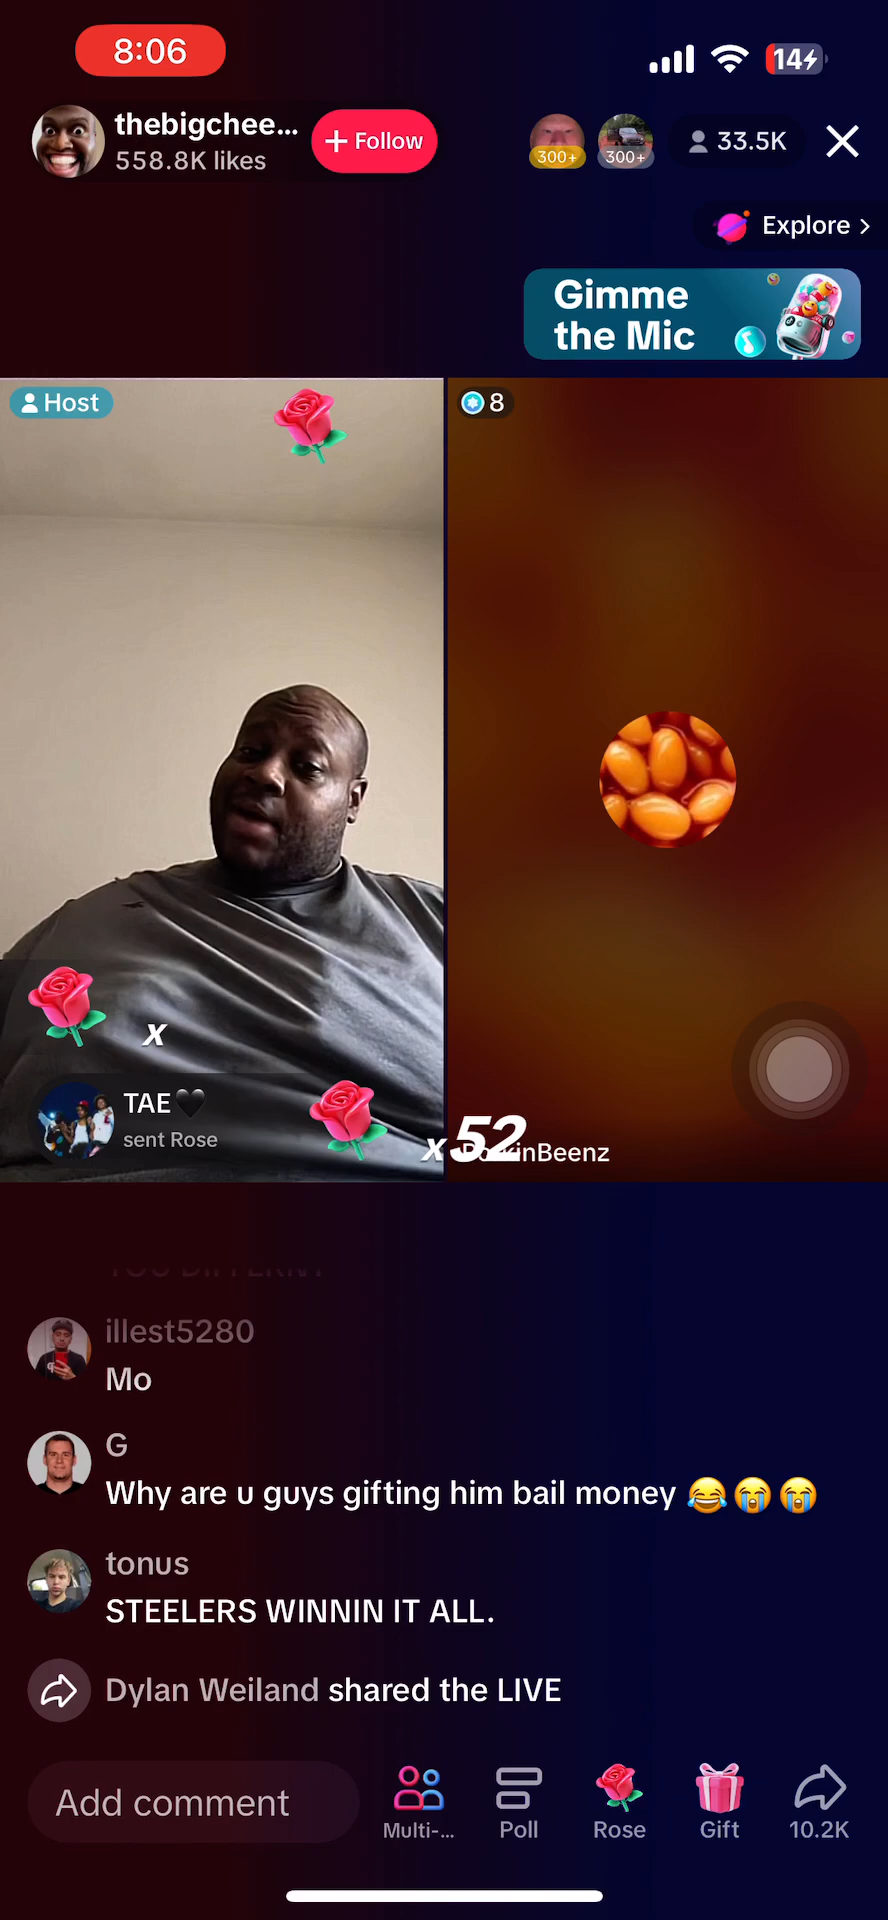 8:06
14
thebigchee...
558.8K likes
+ Follow
300+
300+
33.5K
Explore >
Gimme
the Mic
Host
8
x
TAE🖤
sent Rose
x 52
inBeenz
illest5280
Mo
G
Why are u guys gifting him bail money 😂😭😭
tonus
STEELERS WINNIN IT ALL.
Dylan Weiland shared the LIVE
Add comment
Multi-...
Poll
Rose
Gift
10.2K